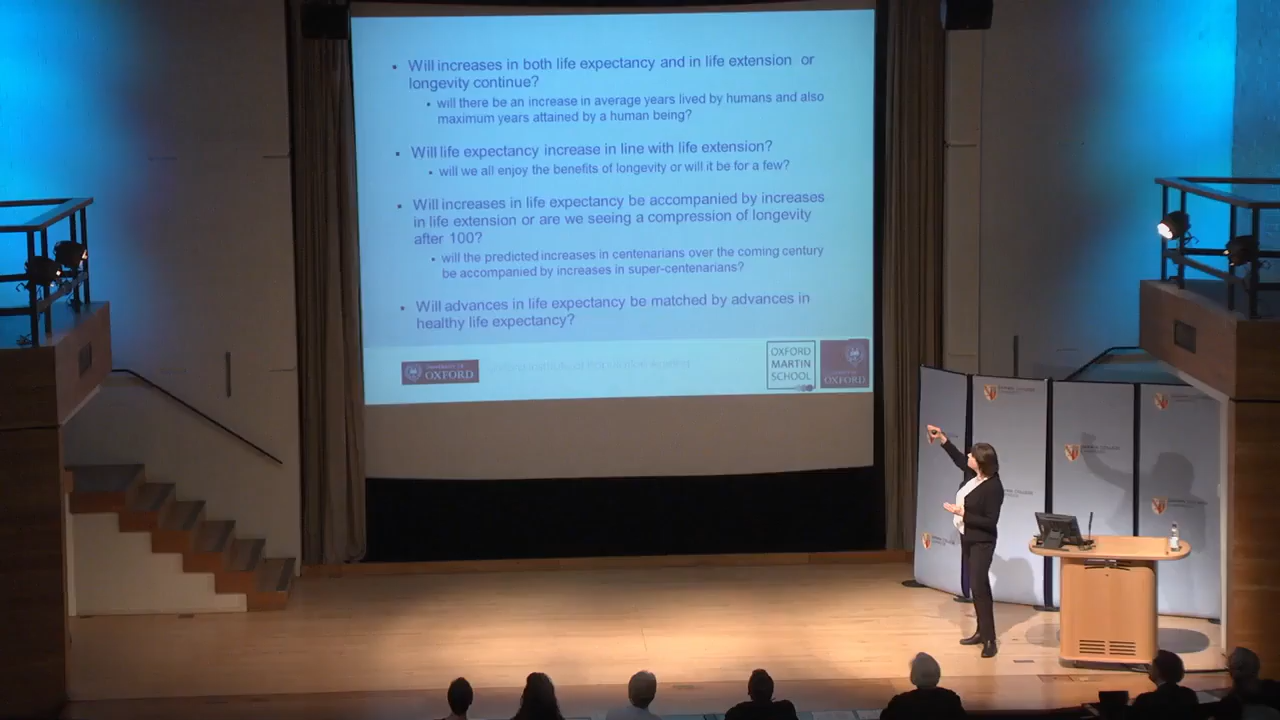 • Will increases in both life expectancy and in life extension or
longevity continue?
• will there be an increase in average years lived by humans and also
maximum years attained by a human being?
• Will life expectancy increase in line with life extension?
• will we all enjoy the benefits of longevity or will it be for a few?
• Will increases in life expectancy be accompanied by increases
in life extension or are we seeing a compression of longevity
after 100?
• will the predicted increases in centenarians over the coming century
be accompanied by increases in super-centenarians?
• Will advances in life expectancy be matched by advances in
healthy life expectancy?
UNIVERSITY OF
OXFORD
OXFORD
MARTIN
SCHOOL
OXFORD